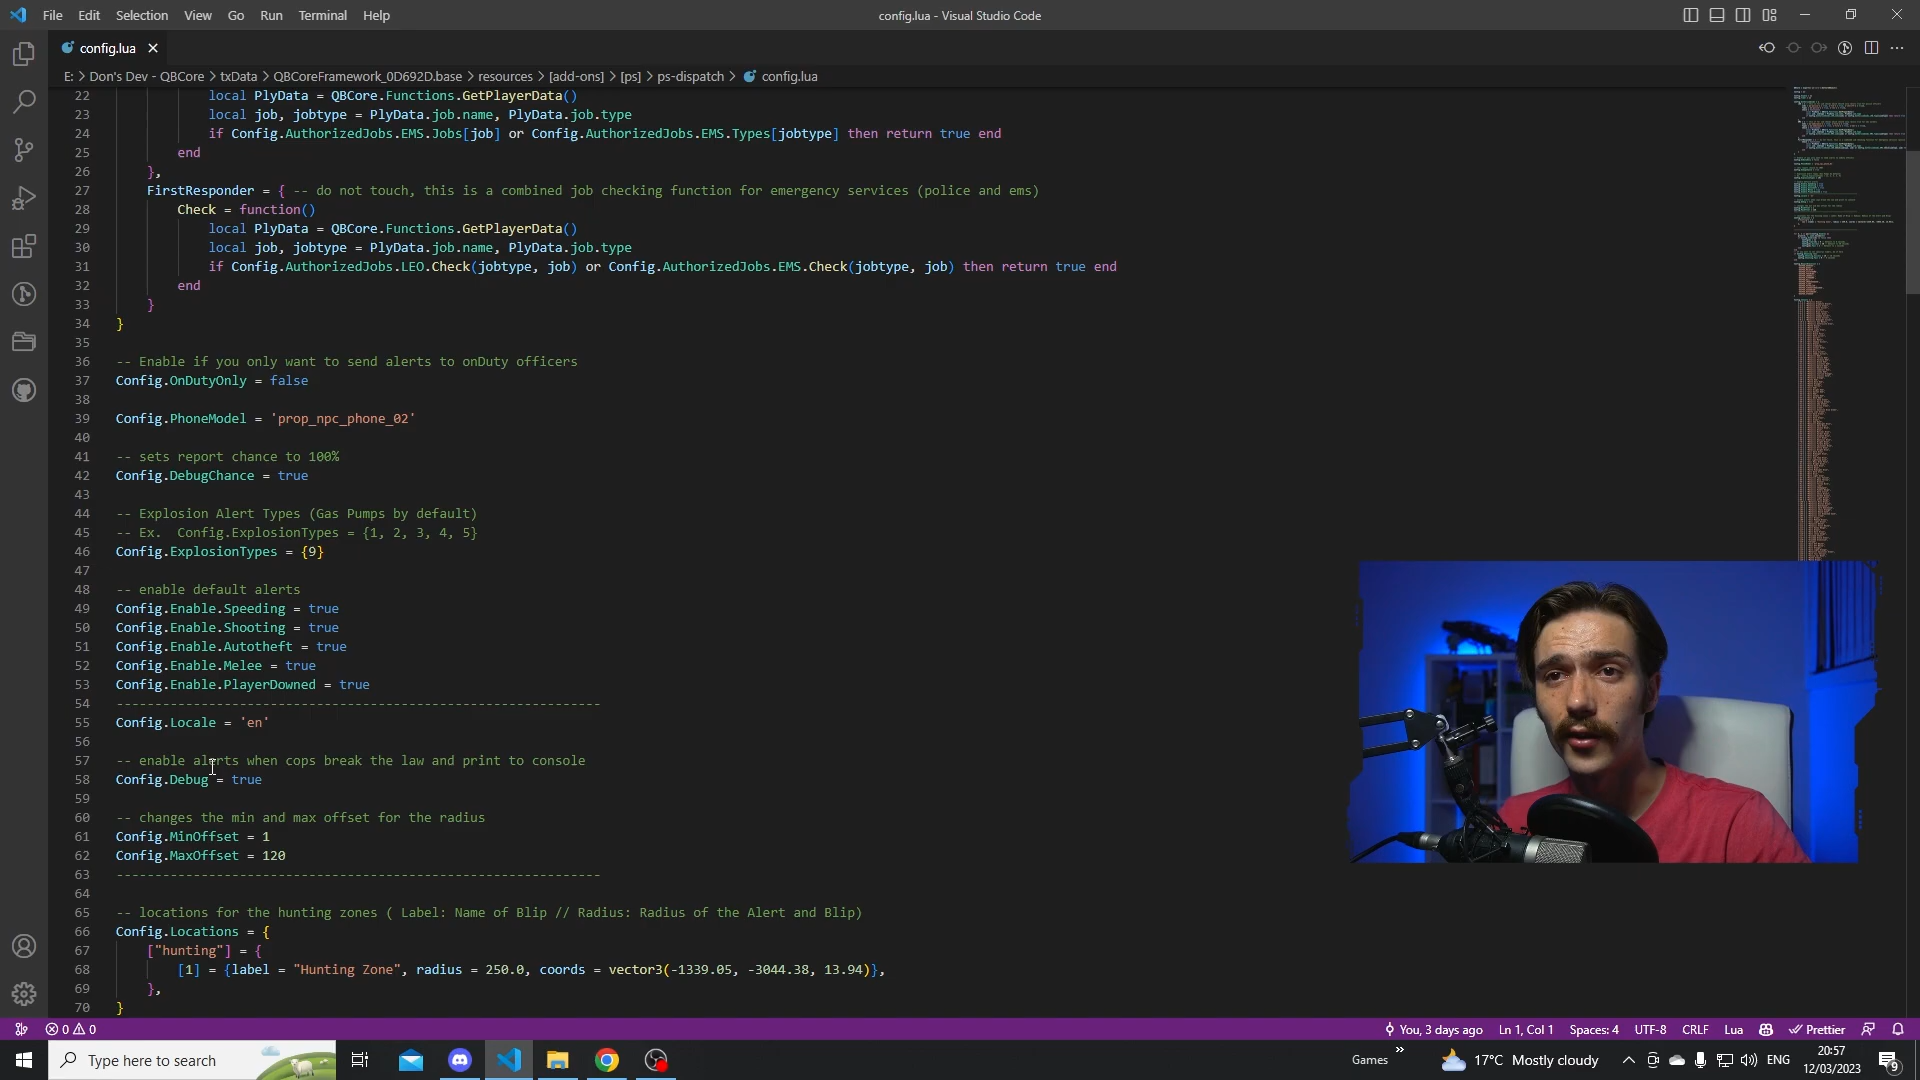 File Edit Selection View Go Run Terminal Help
config.lua - Visual Studio Code
config.lua
E: > Don's Dev - QBCore > txData > QBCoreFramework_0D692D.base > resources > [add-ons] > [ps] > ps-dispatch > config.lua
22 local PlyData = QBCore.Functions.GetPlayerData()
23 local job, jobtype = PlyData.job.name, PlyData.job.type
24 if Config.AuthorizedJobs.EMS.Jobs[job] or Config.AuthorizedJobs.EMS.Types[jobtype] then return true end
25 end
26 },
27 FirstResponder = { -- do not touch, this is a combined job checking function for emergency services (police and ems)
28 Check = function()
29 local PlyData = QBCore.Functions.GetPlayerData()
30 local job, jobtype = PlyData.job.name, PlyData.job.type
31 if Config.AuthorizedJobs.LEO.Check(jobtype, job) or Config.AuthorizedJobs.EMS.Check(jobtype, job) then return true end
32 end
33 }
34 }
35
36 -- Enable if you only want to send alerts to onDuty officers
37 Config.OnDutyOnly = false
38
39 Config.PhoneModel = 'prop_npc_phone_02'
40
41 -- sets report chance to 100%
42 Config.DebugChance = true
43
44 -- Explosion Alert Types (Gas Pumps by default)
45 -- Ex. Config.ExplosionTypes = {1, 2, 3, 4, 5}
46 Config.ExplosionTypes = {9}
47
48 -- enable default alerts
49 Config.Enable.Speeding = true
50 Config.Enable.Shooting = true
51 Config.Enable.Autotheft = true
52 Config.Enable.Melee = true
53 Config.Enable.PlayerDowned = true
54 ---------------------------------------------------------------
55 Config.Locale = 'en'
56
57 -- enable alerts when cops break the law and print to console
58 Config.Debug = true
59
60 -- changes the min and max offset for the radius
61 Config.MinOffset = 1
62 Config.MaxOffset = 120
63 ---------------------------------------------------------------
64
65 -- locations for the hunting zones ( Label: Name of Blip // Radius: Radius of the Alert and Blip)
66 Config.Locations = {
67 ["hunting"] = {
68 [1] = {label = "Hunting Zone", radius = 250.0, coords = vector3(-1339.05, -3044.38, 13.94)},
69 },
70 }
0 0
You, 3 days ago Ln 1, Col 1 Spaces: 4 UTF-8 CRLF Lua Prettier
Type here to search
Games » 17°C Mostly cloudy ENG
20:57
12/03/2023
9